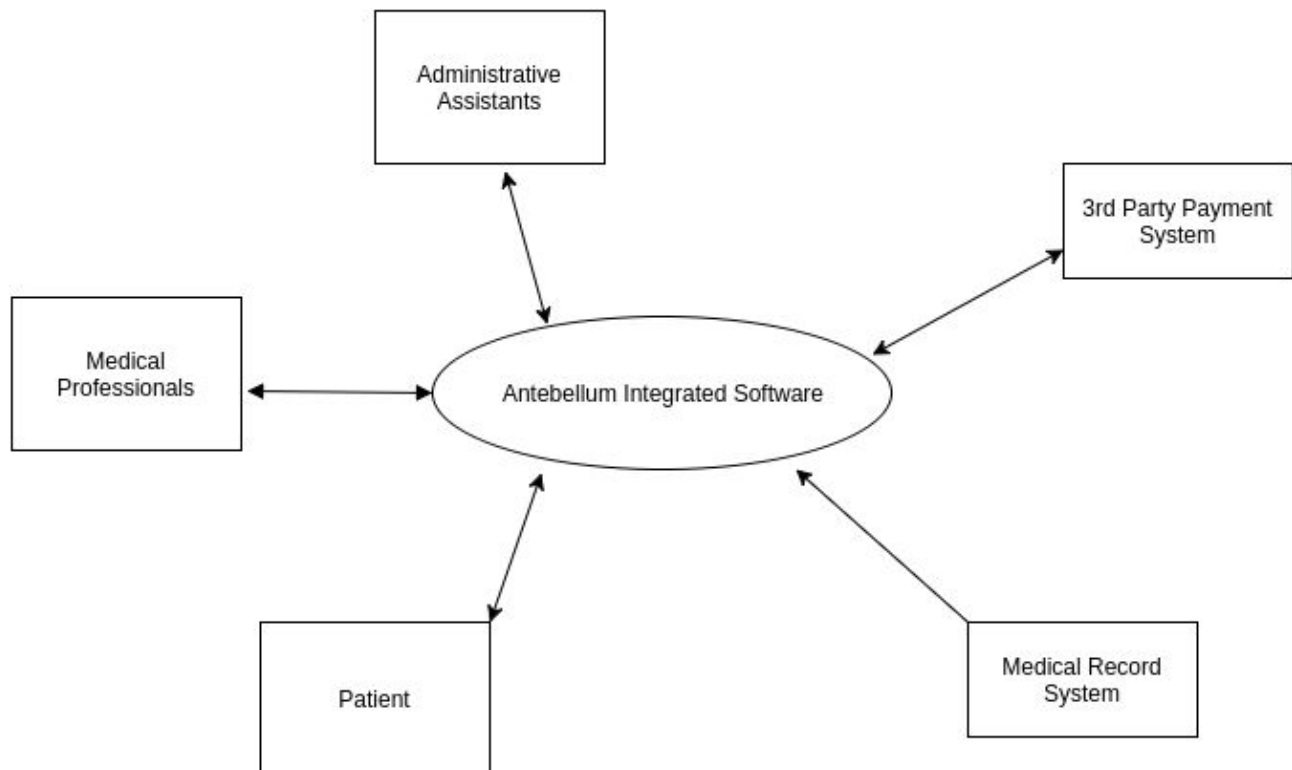 Administrative
Assistants
3rd Party Payment
System
Medical
Professionals
Antebellum Integrated Software
Medical Record
System
Patient